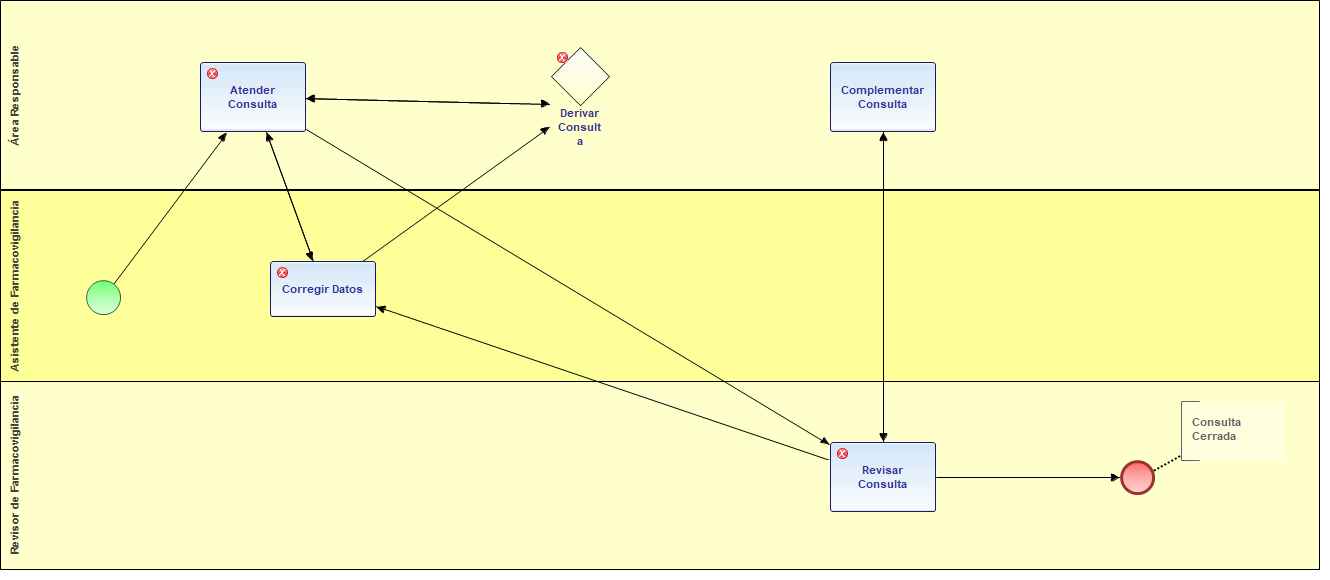 Área Responsable
Atender
Consulta
Derivar
Consult
a
Complementar
Consulta
Asistente de Farmacovigilancia
Corregir Datos
Revisor de Farmacovigilancia
Revisar
Consulta
Consulta
Cerrada